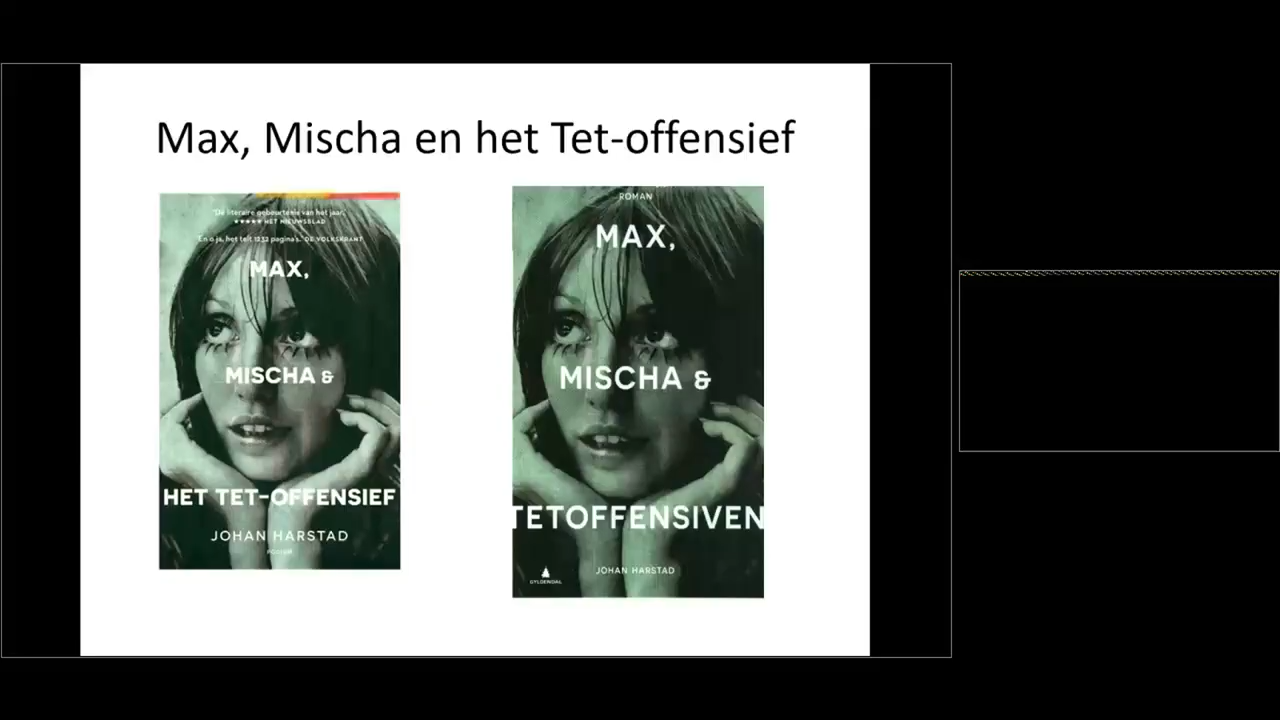 Max, Mischa en het Tet-offensief
'De literaire gebeurtenis van het jaar.'
★★★★★ HET NIEUWSBLAD
'En o ja, het telt 1232 pagina's.' DE VOLKSKRANT
MAX,
MISCHA &
HET TET-OFFENSIEF
JOHAN HARSTAD
PODIUM
ROMAN
MAX,
MISCHA &
TETOFFENSIVEN
JOHAN HARSTAD
GYLDENDAL